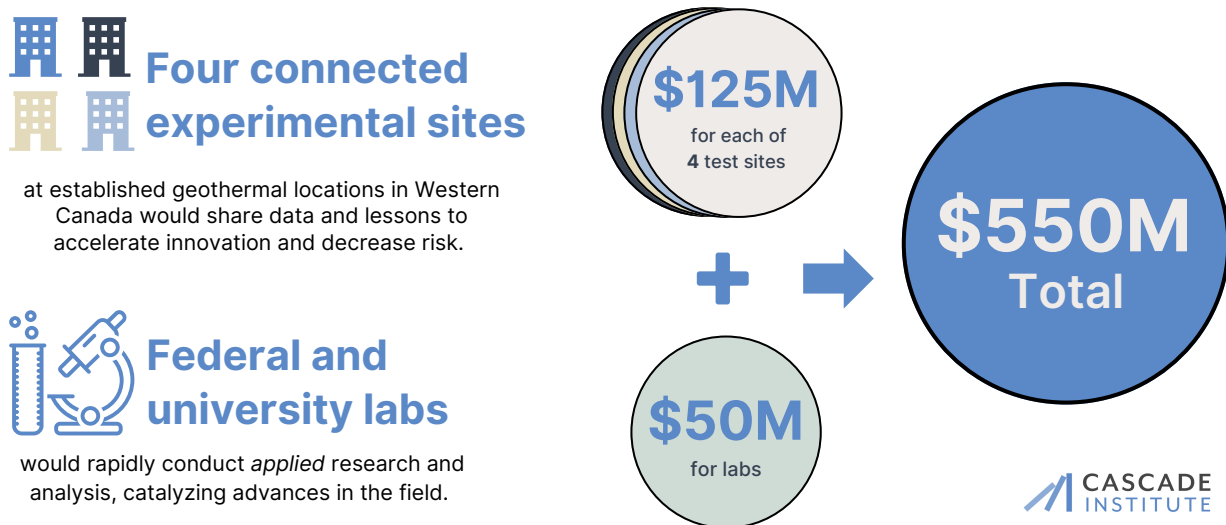 Four connected
experimental sites
at established geothermal locations in Western
Canada would share data and lessons to
accelerate innovation and decrease risk.
Federal and
university labs
would rapidly conduct applied research and
analysis, catalyzing advances in the field.
$125M
for each of
4 test sites
$50M
for labs
$550M
Total
CASCADE
INSTITUTE